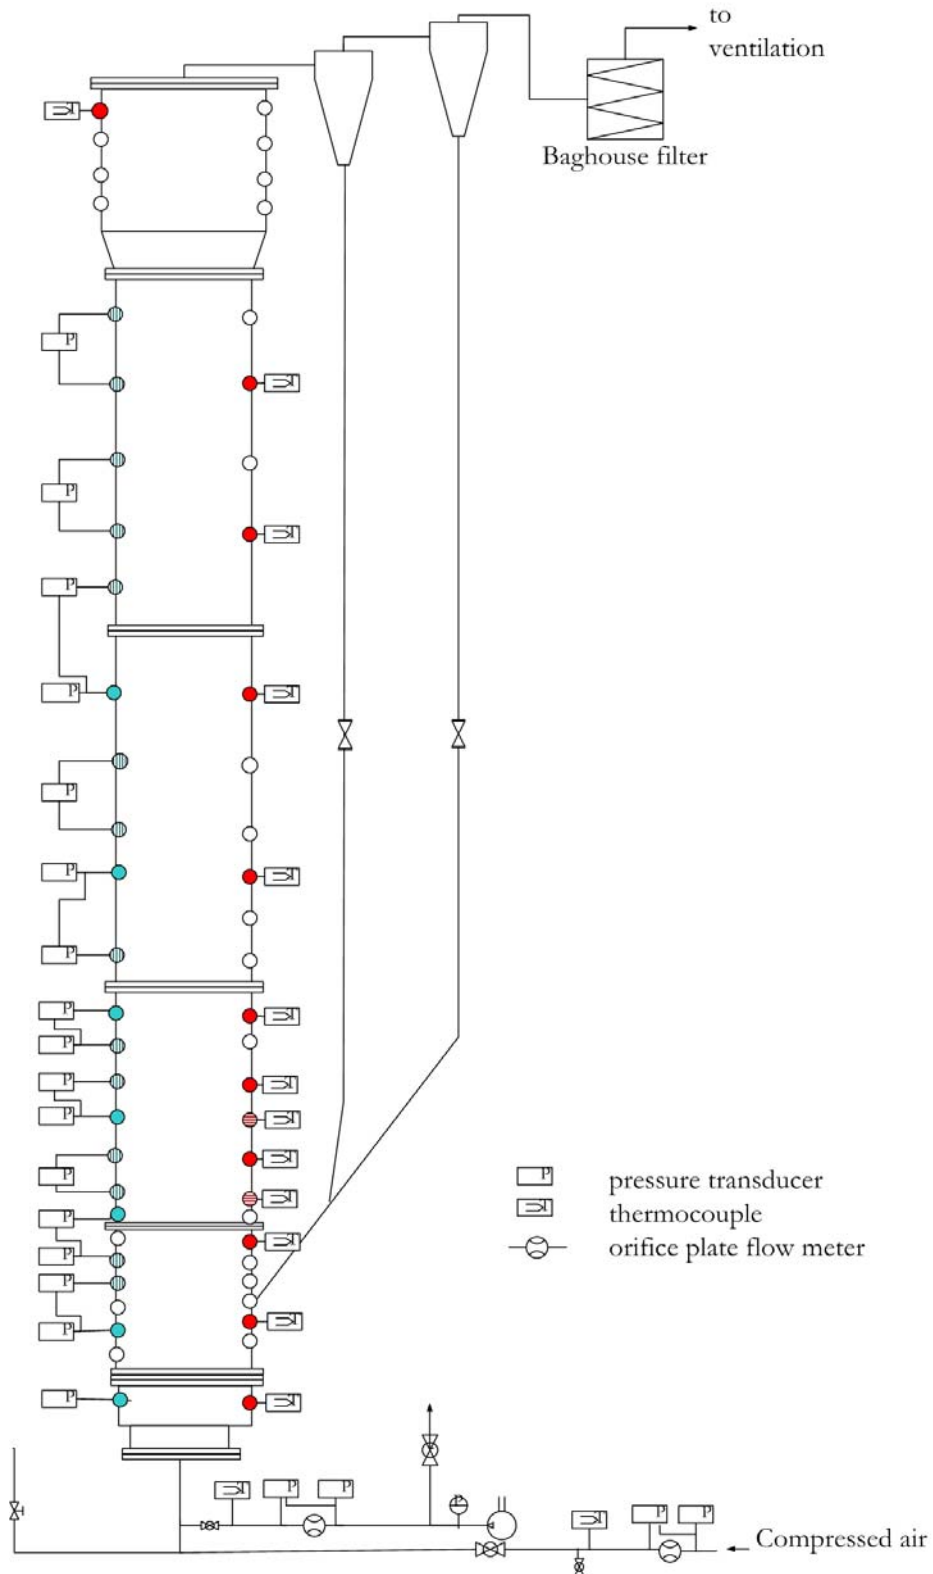 to
ventilation
Baghouse filter
T
P
T
P
T
P
P
T
P
P
T
P
P
T
P
P
T
P
T
T
P
T
P
T
P
P
T
P
P
T
P pressure transducer
T thermocouple
orifice plate flow meter
T
P
P
P
T
P
P
Compressed air